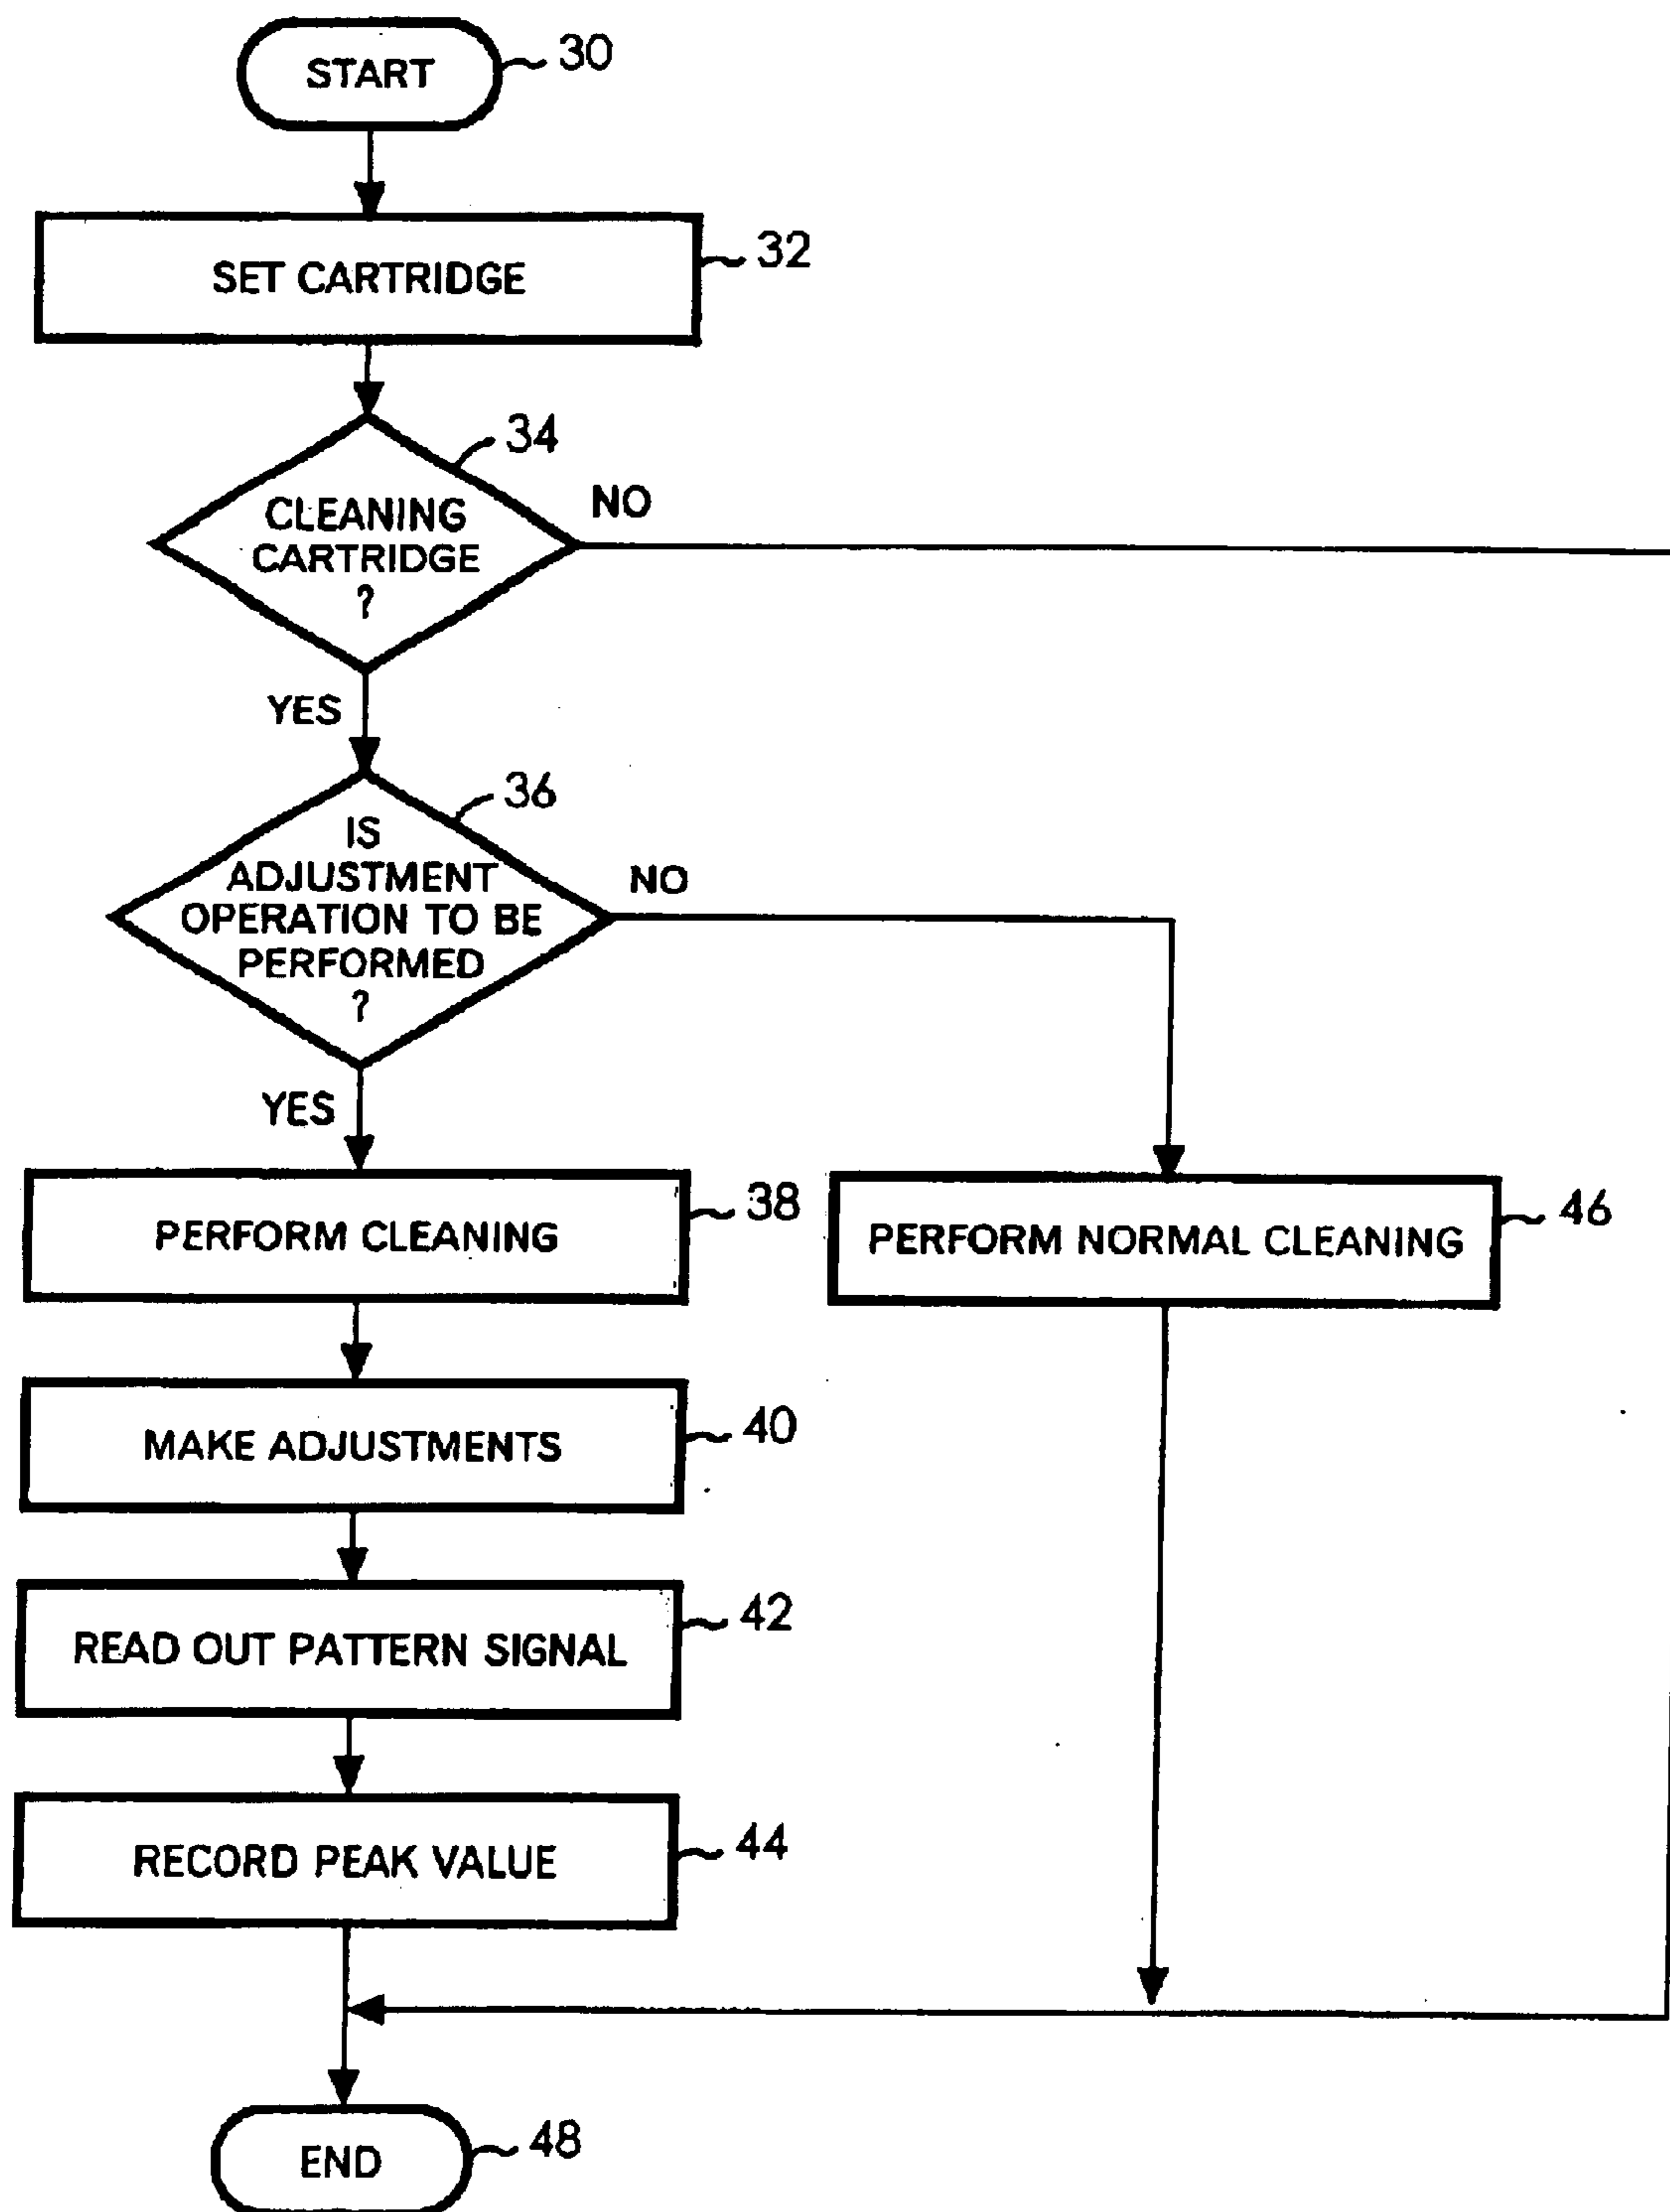 START
30
SET CARTRIDGE
32
34
CLEANING
CARTRIDGE
?
NO
YES
36
IS
ADJUSTMENT
OPERATION TO BE
PERFORMED
?
NO
YES
PERFORM CLEANING
38
PERFORM NORMAL CLEANING
46
MAKE ADJUSTMENTS
40
READ OUT PATTERN SIGNAL
42
RECORD PEAK VALUE
44
END
48